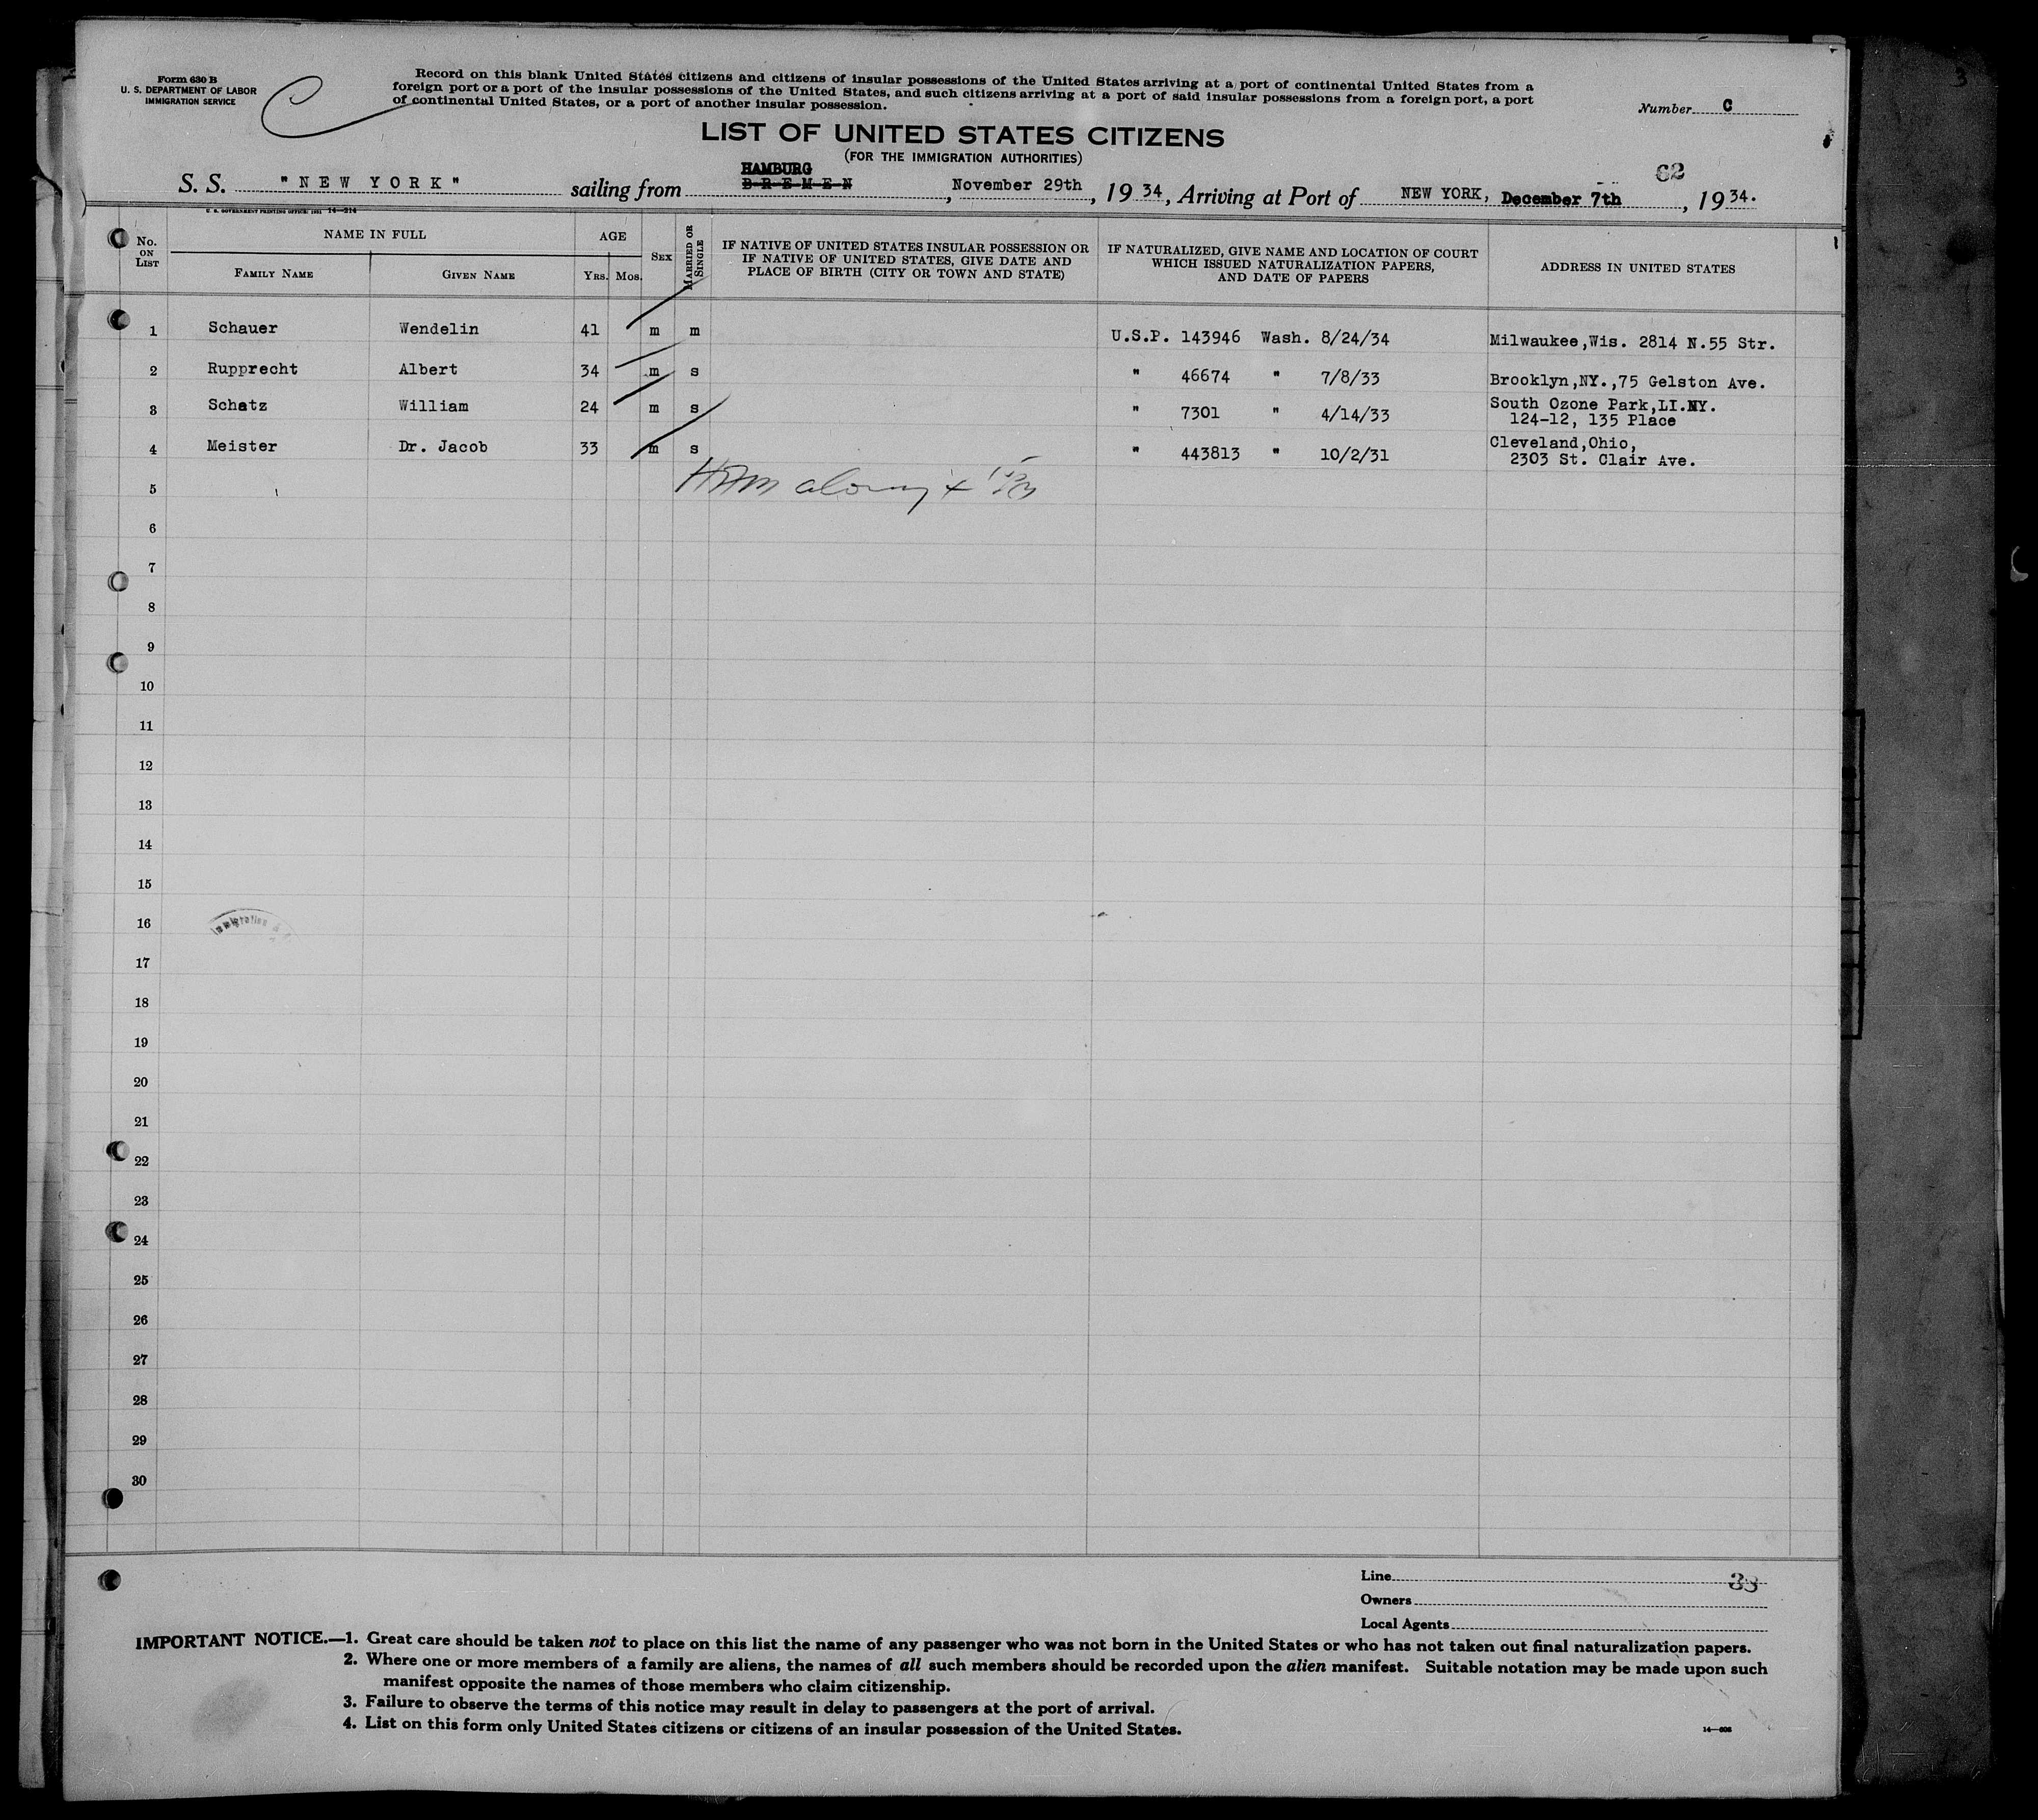 Form 630 B
U. S. DEPARTMENT OF LABOR
IMMIGRATION SERVICE
C
Record on this blank United States citizens and citizens of insular possessions of the United States arriving at a port of continental United States from a
foreign port or a port of the insular possessions of the United States, and such citizens arriving at a port of said insular possessions from a foreign port, a port
of continental United States, or a port of another insular possession.
Number C
LIST OF UNITED STATES CITIZENS
(FOR THE IMMIGRATION AUTHORITIES)
62
HAMBURG
S. S. "NEW YORK" sailing from BREMEN, November 29th, 1934, Arriving at Port of NEW YORK, December 7th, 1934.
U. S. GOVERNMENT PRINTING OFFICE: 1931 14—214
No. ON LIST
NAME IN FULL
FAMILY NAME GIVEN NAME
AGE
YRS. MOS.
SEX
MARRIED OR SINGLE
IF NATIVE OF UNITED STATES INSULAR POSSESSION OR
IF NATIVE OF UNITED STATES, GIVE DATE AND
PLACE OF BIRTH (CITY OR TOWN AND STATE)
IF NATURALIZED, GIVE NAME AND LOCATION OF COURT
WHICH ISSUED NATURALIZATION PAPERS,
AND DATE OF PAPERS
ADDRESS IN UNITED STATES
1 Schauer Wendelin 41 m m U.S.P. 143946 Wash. 8/24/34 Milwaukee,Wis. 2814 N.55 Str.
2 Rupprecht Albert 34 m s " 46674 " 7/8/33 Brooklyn,NY.,75 Gelston Ave.
3 Schatz William 24 m s " 7301 " 4/14/33 South Ozone Park,LI.NY.
124-12, 135 Place
4 Meister Dr. Jacob 33 m s " 443813 " 10/2/31 Cleveland,Ohio,
2303 St. Clair Ave.
5
6
7
8
9
10
11
12
13
14
15
16
17
18
19
20
21
22
23
24
25
26
27
28
29
30
Line
38
Owners
Local Agents
IMPORTANT NOTICE.—1. Great care should be taken not to place on this list the name of any passenger who was not born in the United States or who has not taken out final naturalization papers.
2. Where one or more members of a family are aliens, the names of all such members should be recorded upon the alien manifest. Suitable notation may be made upon such
manifest opposite the names of those members who claim citizenship.
3. Failure to observe the terms of this notice may result in delay to passengers at the port of arrival.
4. List on this form only United States citizens or citizens of an insular possession of the United States.